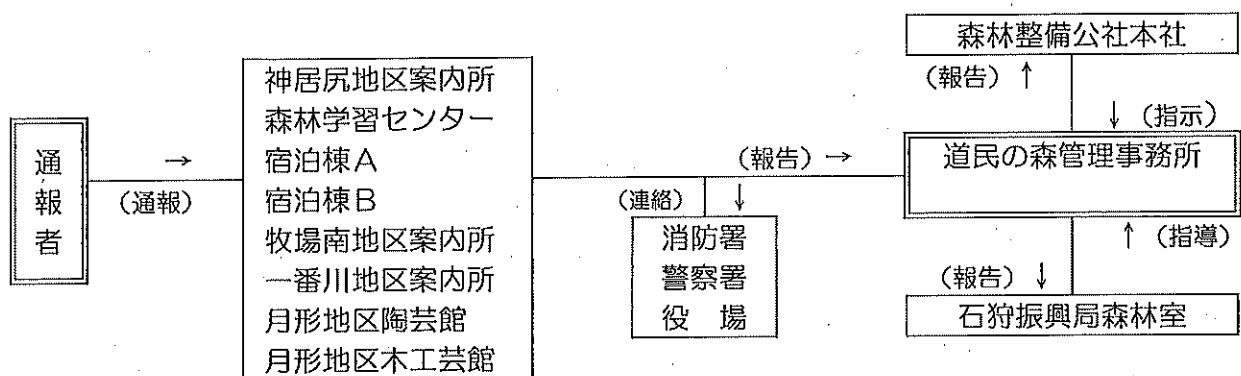 通報者
→
(通報)
神居尻地区案内所
森林学習センター
宿泊棟A
宿泊棟B
牧場南地区案内所
一番川地区案内所
月形地区陶芸館
月形地区木工芸館
(報告) →
(連絡) ↓
消防署
警察署
役 場
森林整備公社本社
(報告) ↑
↓ (指示)
道民の森管理事務所
↑ (指導)
(報告) ↓
石狩振興局森林室